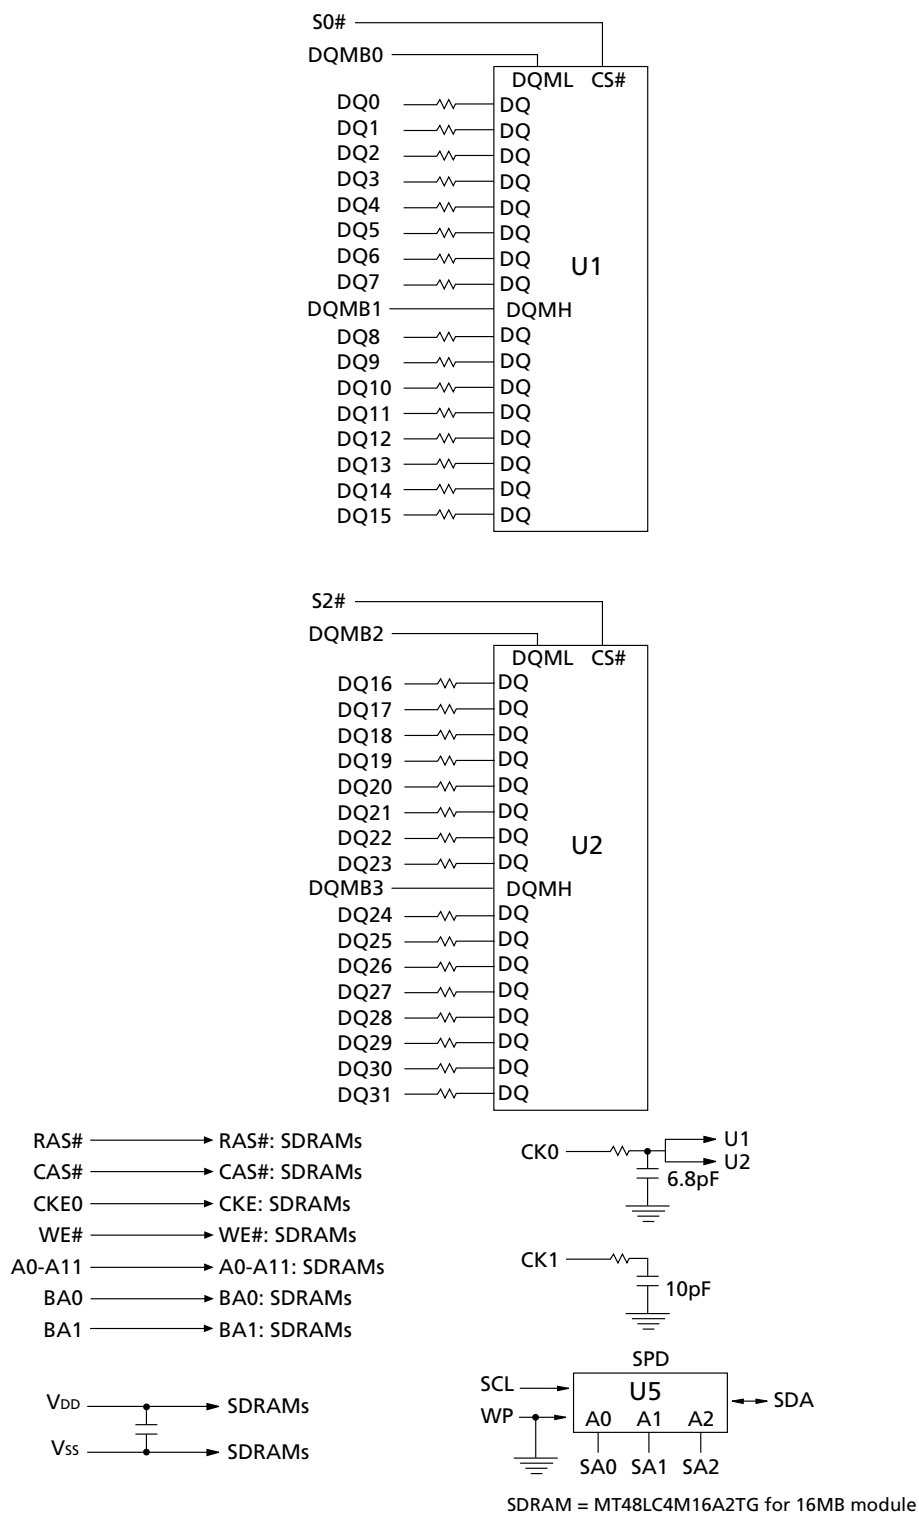 S0#
DQMB0
DQML CS#
DQ0 DQ
DQ1 DQ
DQ2 DQ
DQ3 DQ
DQ4 DQ
DQ5 DQ
DQ6 DQ
U1
DQ7 DQ
DQMB1 DQMH
DQ8 DQ
DQ9 DQ
DQ10 DQ
DQ11 DQ
DQ12 DQ
DQ13 DQ
DQ14 DQ
DQ15 DQ
S2#
DQMB2
DQML CS#
DQ16 DQ
DQ17 DQ
DQ18 DQ
DQ19 DQ
DQ20 DQ
DQ21 DQ
DQ22 DQ
U2
DQ23 DQ
DQMB3 DQMH
DQ24 DQ
DQ25 DQ
DQ26 DQ
DQ27 DQ
DQ28 DQ
DQ29 DQ
DQ30 DQ
DQ31 DQ
RAS# RAS#: SDRAMs
CAS# CAS#: SDRAMs
CKE0 CKE: SDRAMs
WE# WE#: SDRAMs
A0-A11 A0-A11: SDRAMs
BA0 BA0: SDRAMs
BA1 BA1: SDRAMs
VDD SDRAMs
VSS SDRAMs
CK0 U1
U2
6.8pF
CK1
10pF
SPD
SCL U5 SDA
WP A0 A1 A2
SA0 SA1 SA2
SDRAM = MT48LC4M16A2TG for 16MB module